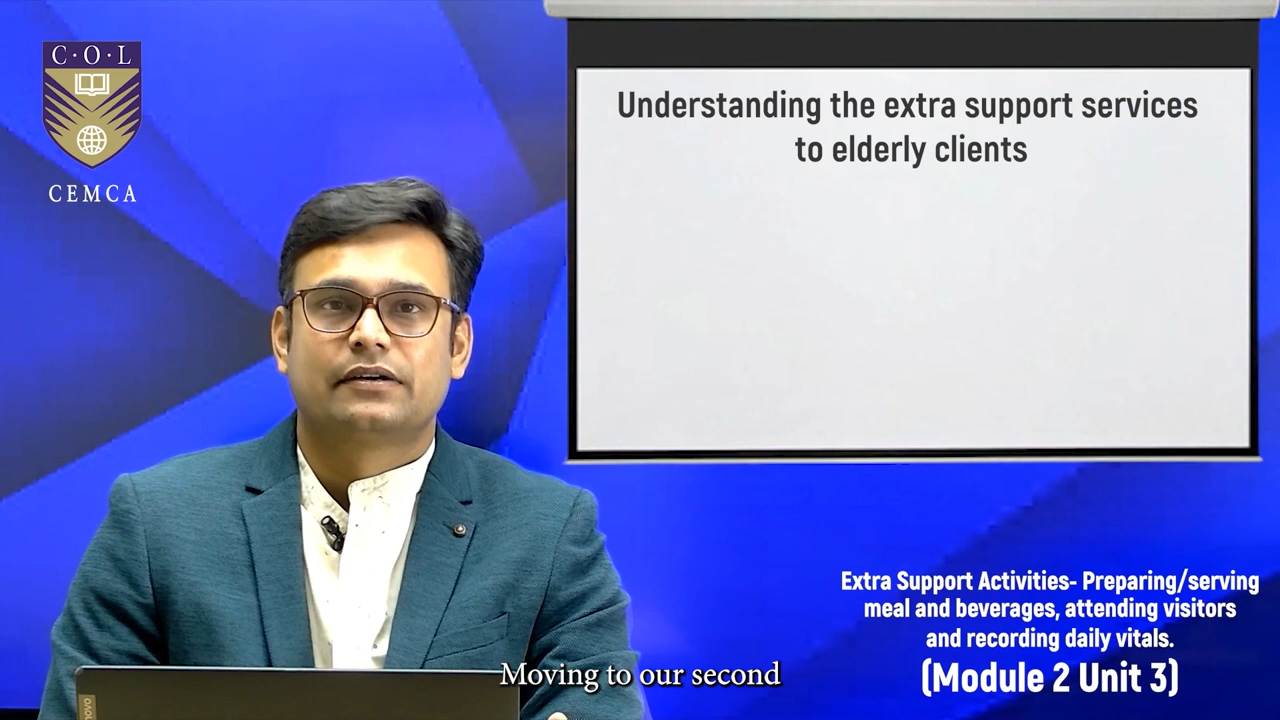 C·O·L
CEMCA
Understanding the extra support services
to elderly clients
Extra Support Activities- Preparing/serving
meal and beverages, attending visitors
and recording daily vitals.
(Module 2 Unit 3)
Moving to our second